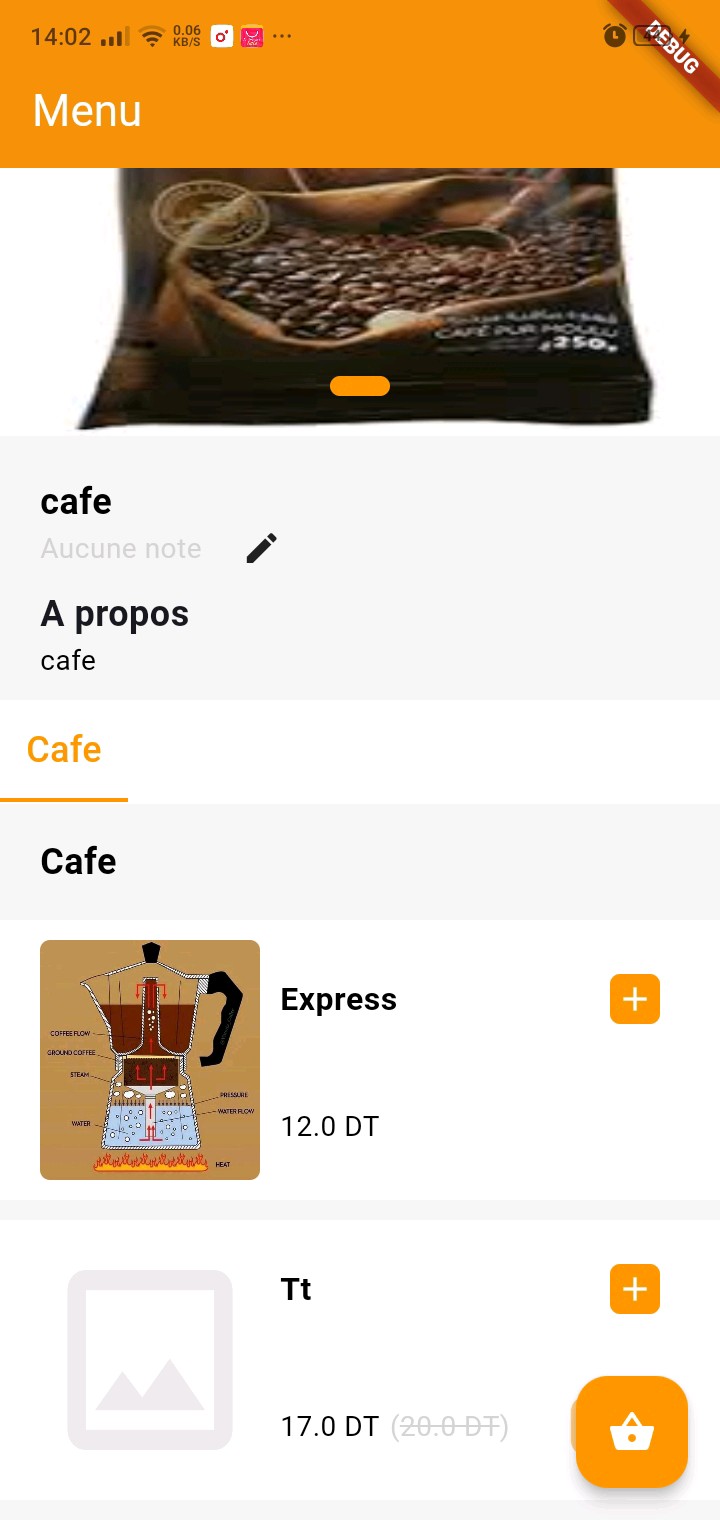 14:02
0.06
KB/S
DEBUG
Menu
CAFÉ PUR MOULU
250
cafe
Aucune note
A propos
cafe
Cafe
Cafe
Express
COFFEE FLOW
GROUND COFFEE
STEAM
PRESSURE
WATER FLOW
WATER
HEAT
12.0 DT
Tt
17.0 DT (20.0 DT)